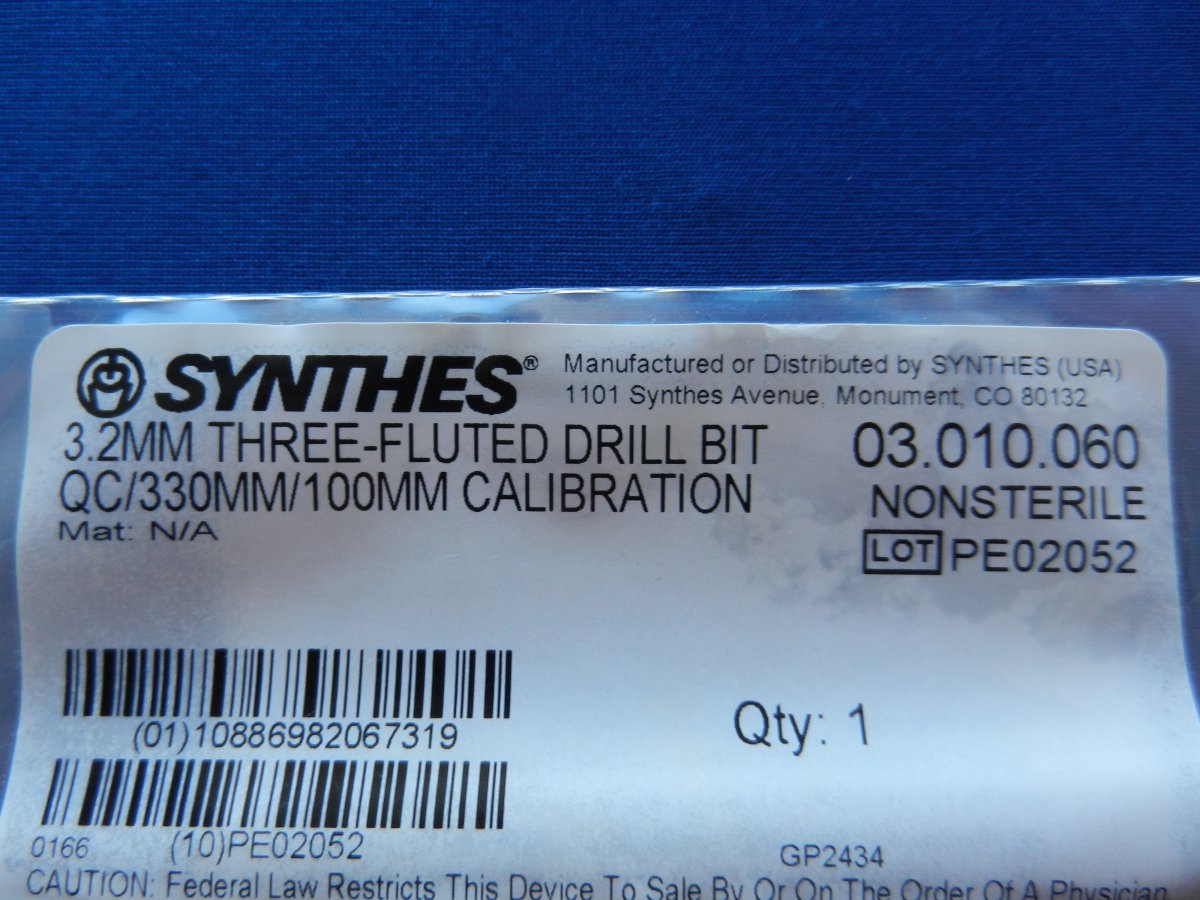 SYNTHES® Manufactured or Distributed by SYNTHES (USA)
1101 Synthes Avenue, Monument, CO 80132
3.2MM THREE-FLUTED DRILL BIT 03.010.060
QC/330MM/100MM CALIBRATION NONSTERILE
Mat: N/A
LOT PE02052
(01)10886982067319
Qty: 1
0166 (10)PE02052
GP2434
CAUTION: Federal Law Restricts This Device To Sale By Or On The Order Of A Physician